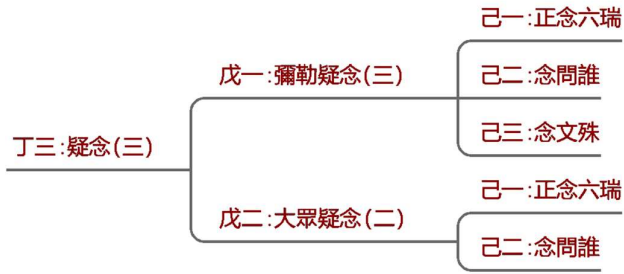 己一:正念六瑞
戊一:彌勒疑念(三)
己二:念問誰
丁三:疑念(三)
己三:念文殊
己一:正念六瑞
戊二:大眾疑念(二)
己二:念問誰